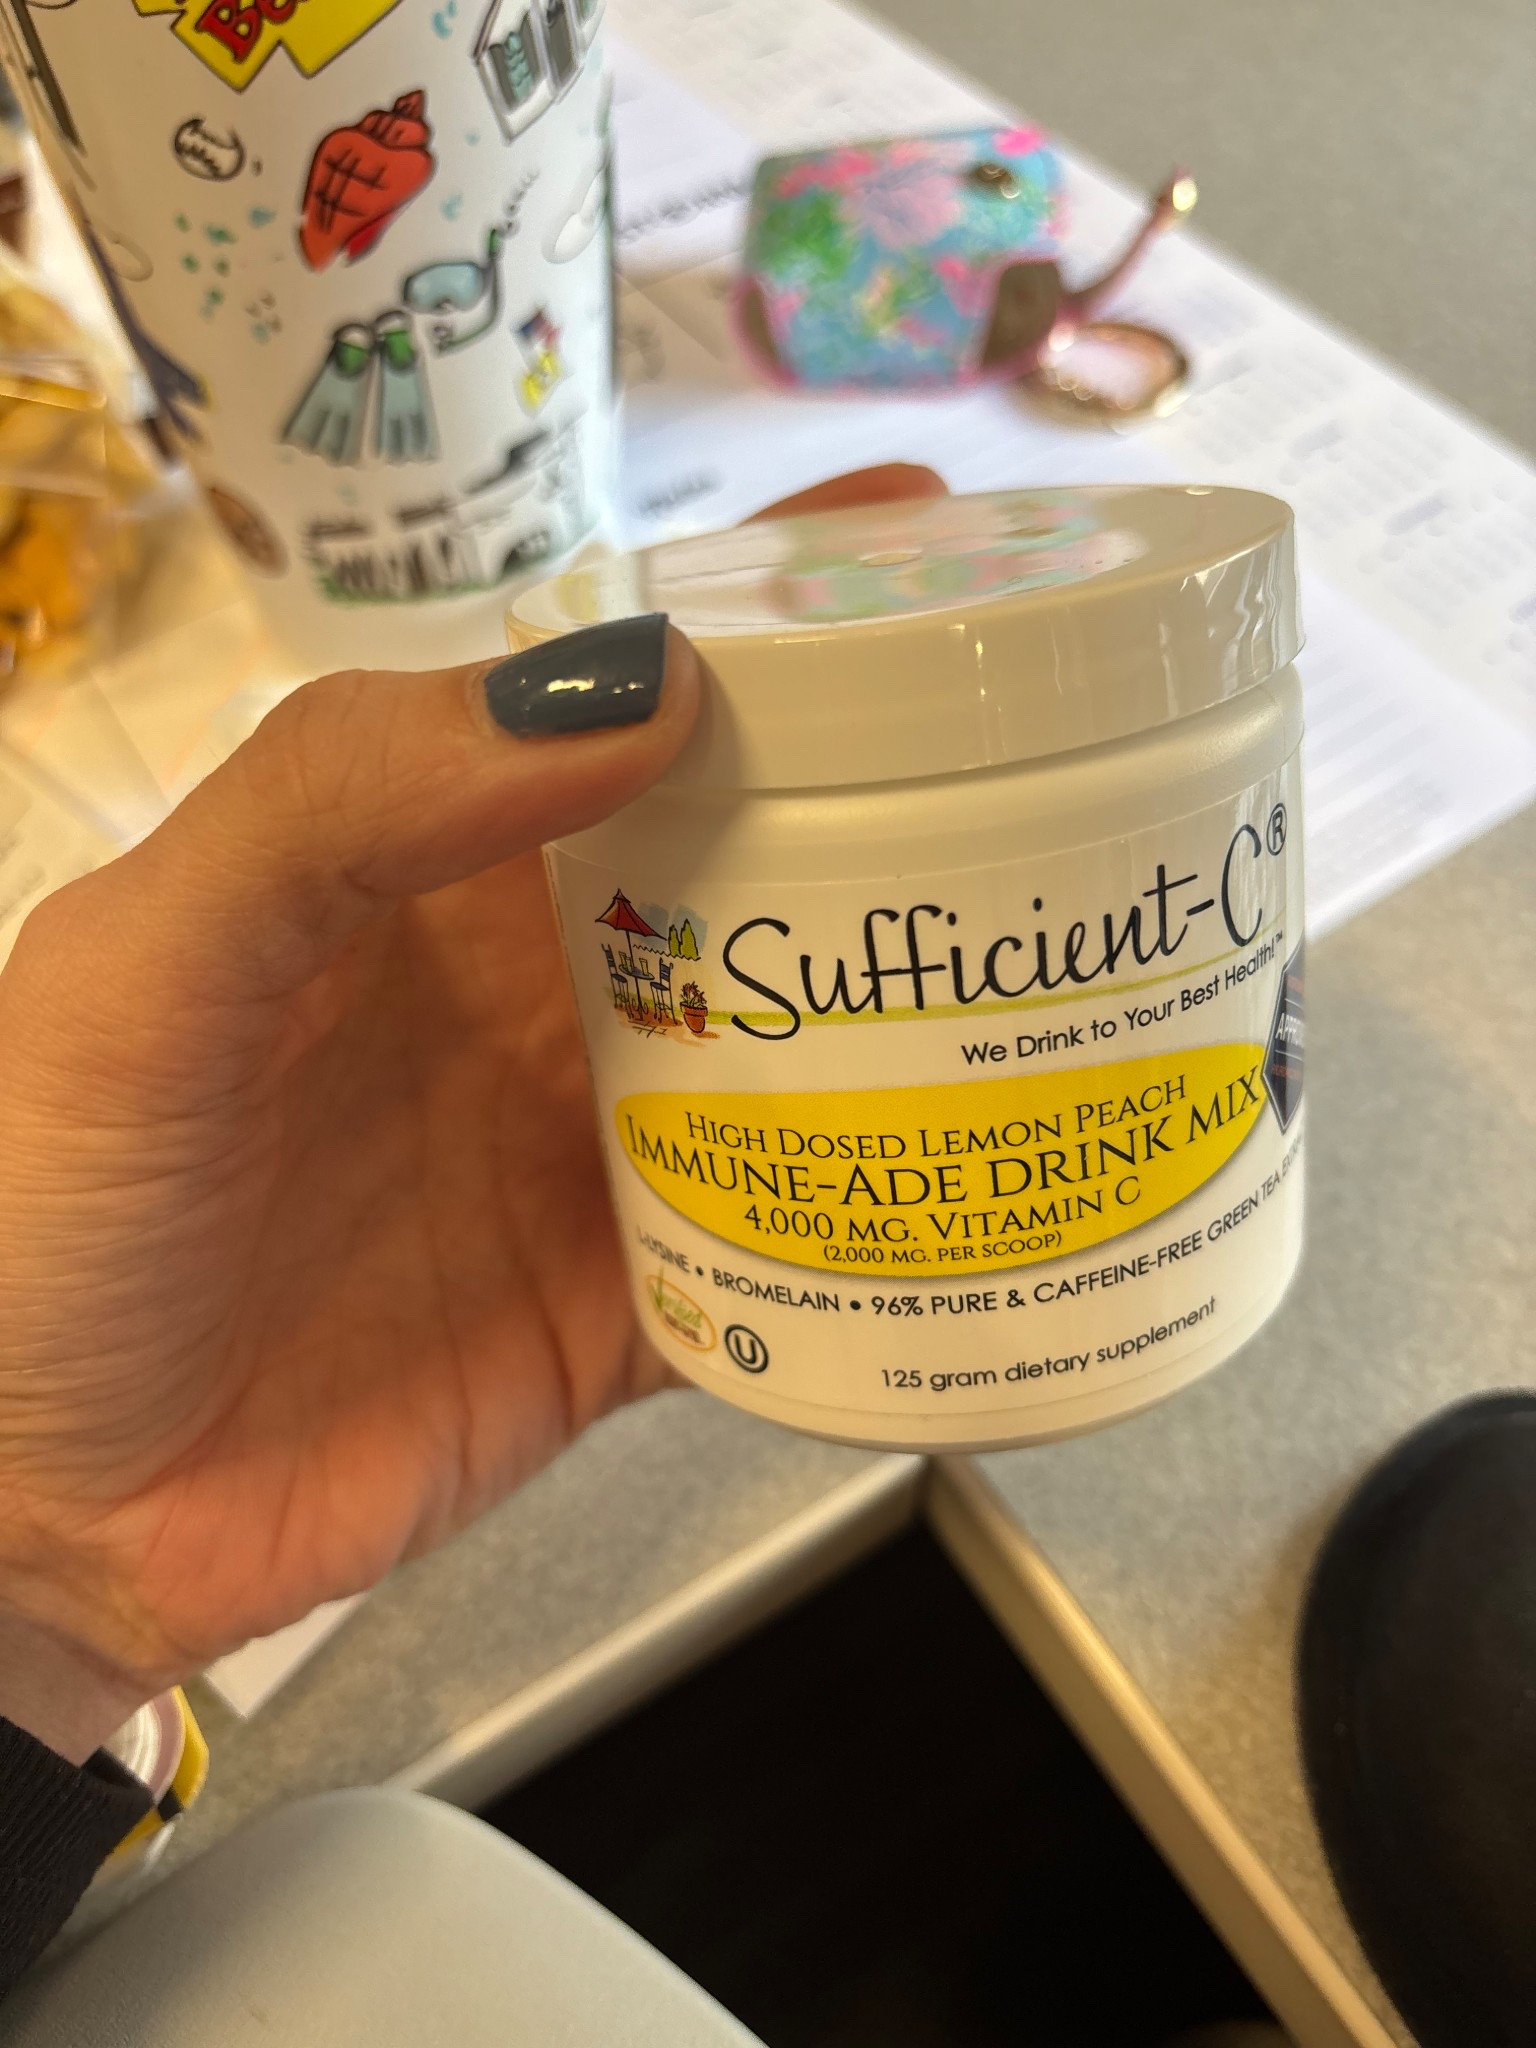 Sufficient-C®
We Drink to Your Best Health!™
HIGH DOSED LEMON PEACH
IMMUNE-ADE DRINK MIX
4,000 MG. VITAMIN C
(2,000 MG. PER SCOOP)
L-LYSINE • BROMELAIN • 96% PURE & CAFFEINE-FREE GREEN TEA
U
125 gram dietary supplement